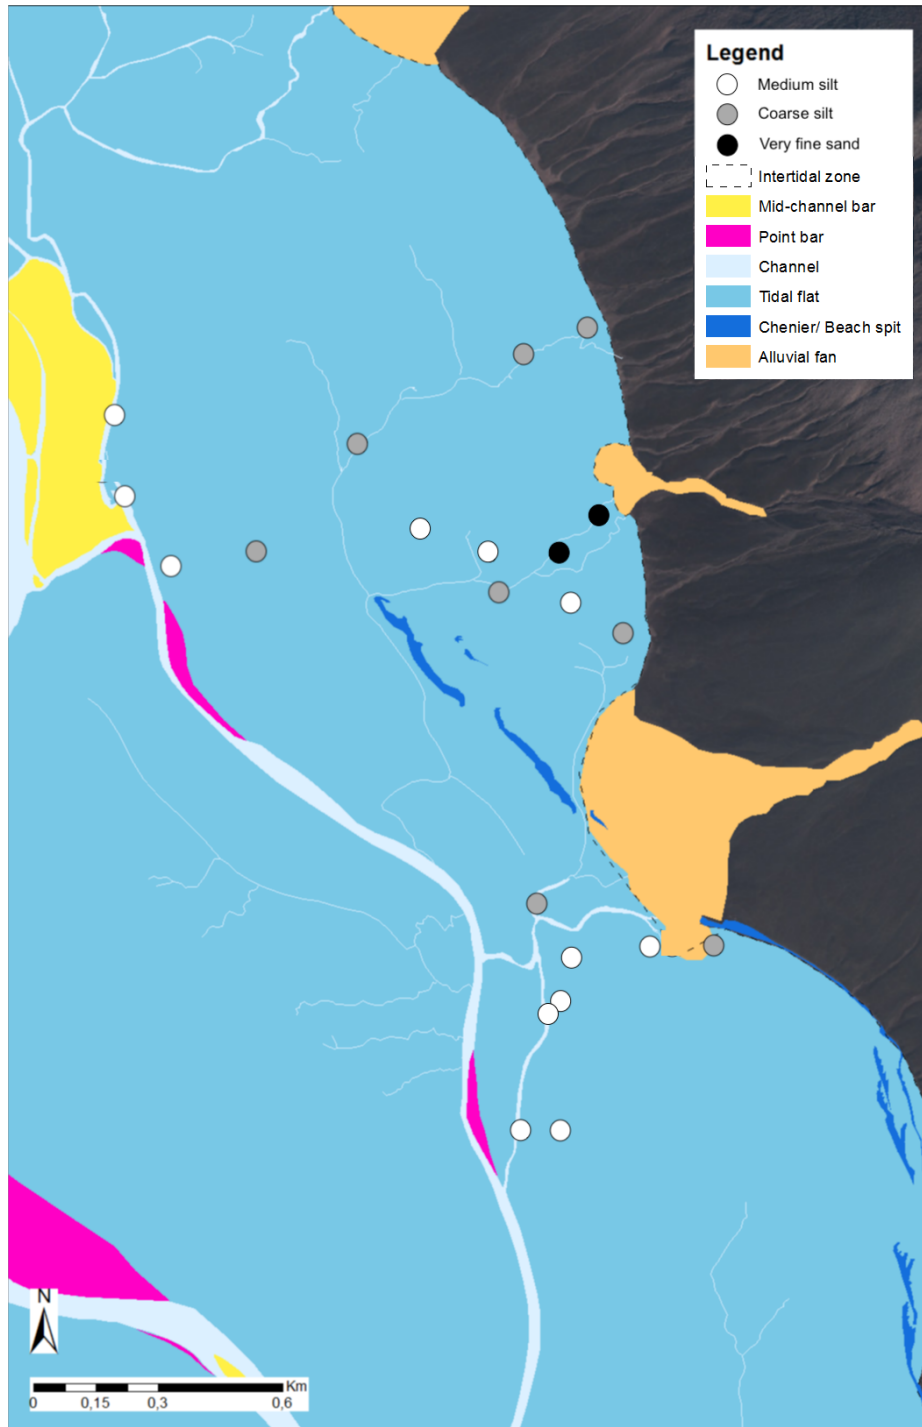 Legend
Medium silt
Coarse silt
Very fine sand
Intertidal zone
Mid-channel bar
Point bar
Channel
Tidal flat
Chenier/ Beach spit
Alluvial fan
N
Km
0 0,15 0,3 0,6